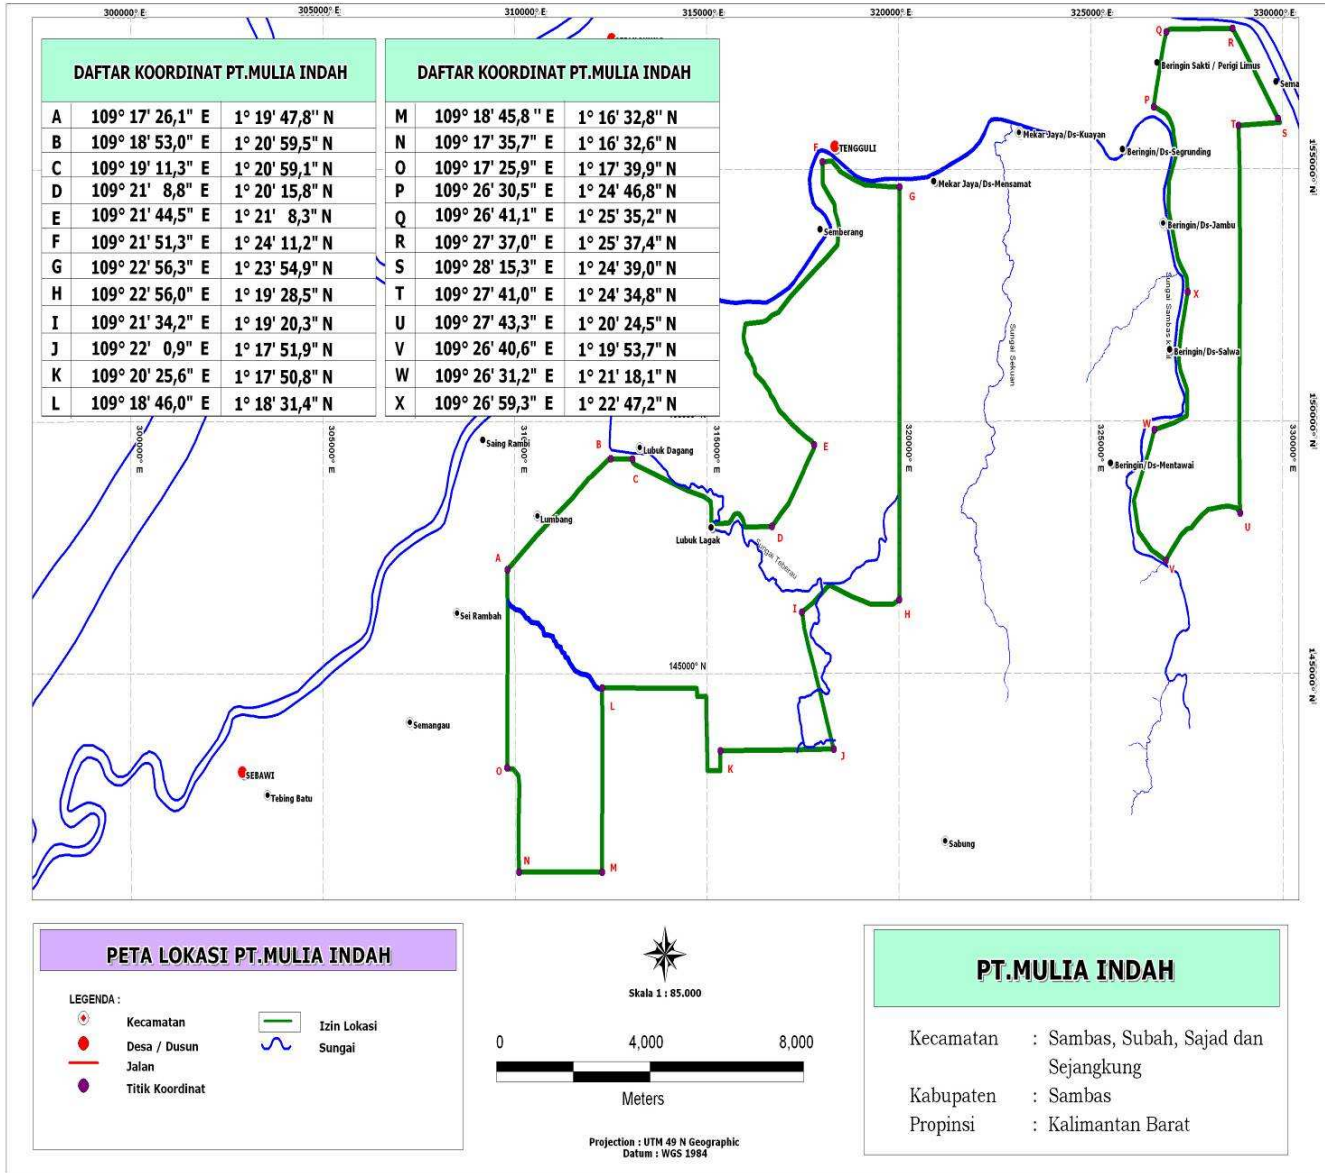 300000°E
305000°E
310000°E
315000°E
320000°E
325000°E
330000°E
DAFTAR KOORDINAT PT.MULIA INDAH
A 109° 17' 26,1" E 1° 19' 47,8" N
B 109° 18' 53,0" E 1° 20' 59,5" N
C 109° 19' 11,3" E 1° 20' 59,1" N
D 109° 21' 8,8" E 1° 20' 15,8" N
E 109° 21' 44,5" E 1° 21' 8,3" N
F 109° 21' 51,3" E 1° 24' 11,2" N
G 109° 22' 56,3" E 1° 23' 54,9" N
H 109° 22' 56,0" E 1° 19' 28,5" N
I 109° 21' 34,2" E 1° 19' 20,3" N
J 109° 22' 0,9" E 1° 17' 51,9" N
K 109° 20' 25,6" E 1° 17' 50,8" N
L 109° 18' 46,0" E 1° 18' 31,4" N
DAFTAR KOORDINAT PT.MULIA INDAH
M 109° 18' 45,8 " E 1° 16' 32,8" N
N 109° 17' 35,7" E 1° 16' 32,6" N
O 109° 17' 25,9" E 1° 17' 39,9" N
P 109° 26' 30,5" E 1° 24' 46,8" N
Q 109° 26' 41,1" E 1° 25' 35,2" N
R 109° 27' 37,0" E 1° 25' 37,4" N
S 109° 28' 15,3" E 1° 24' 39,0" N
T 109° 27' 41,0" E 1° 24' 34,8" N
U 109° 27' 43,3" E 1° 20' 24,5" N
V 109° 26' 40,6" E 1° 19' 53,7" N
W 109° 26' 31,2" E 1° 21' 18,1" N
X 109° 26' 59,3" E 1° 22' 47,2" N
Q
R
Beringin Sakti / Perigi Limus
Sema
P
T
S
Mekar Jaya/Ds-Kuayan
F
TENGGULI
Beringin/Ds-Segrunding
155000° N
Mekar Jaya/Ds-Mensamat
G
Semberang
Beringin/Ds-Jambu
X
Sungai Sekuan
Beringin/Ds-Salwa
300000° E
305000° E
315000° E
320000° E
325000° E
330000° E
150000° N
W
Saing Rambi
B
Lubuk Dagang
E
C
Beringin/Ds-Mentawai
Lumbang
Lubuk Lagak
D
U
Sungai Teberau
A
V
Sei Rambah
I
H
145000° N
145000° N
L
Semangau
J
K
O
SEBAWI
Tebing Batu
Sabung
N
M
PETA LOKASI PT.MULIA INDAH
LEGENDA :
Kecamatan
Desa / Dusun
Jalan
Titik Koordinat
Izin Lokasi
Sungai
Skala 1 : 85.000
0 4,000 8,000
Meters
Projection : UTM 49 N Geographic
Datum : WGS 1984
PT.MULIA INDAH
Kecamatan : Sambas, Subah, Sajad dan
Sejangkung
Kabupaten : Sambas
Propinsi : Kalimantan Barat